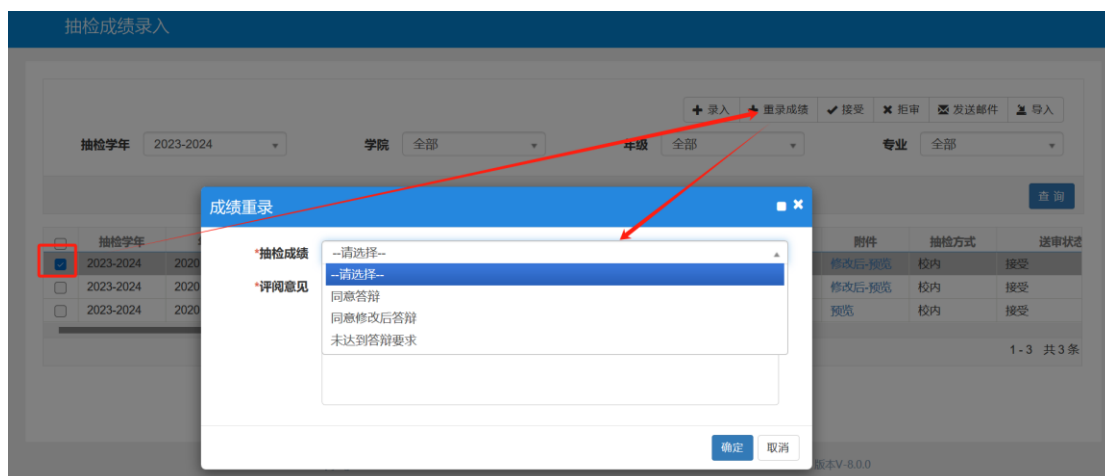 抽检成绩录入
录入 重录成绩 接受 拒审 发送邮件 导入
抽检学年 2023-2024 学院 全部 年级 全部 专业 全部
查 询
成绩重录
抽检学年 附件 抽检方式 送审状态
*抽检成绩 --请选择--
2023-2024 2020 --请选择-- 修改后-预览 校内 接受
*评阅意见
2023-2024 2020 同意答辩 修改后-预览 校内 接受
2023-2024 2020 同意修改后答辩 预览 校内 接受
未达到答辩要求
1 - 3 共 3 条
确定 取消
版本V-8.0.0